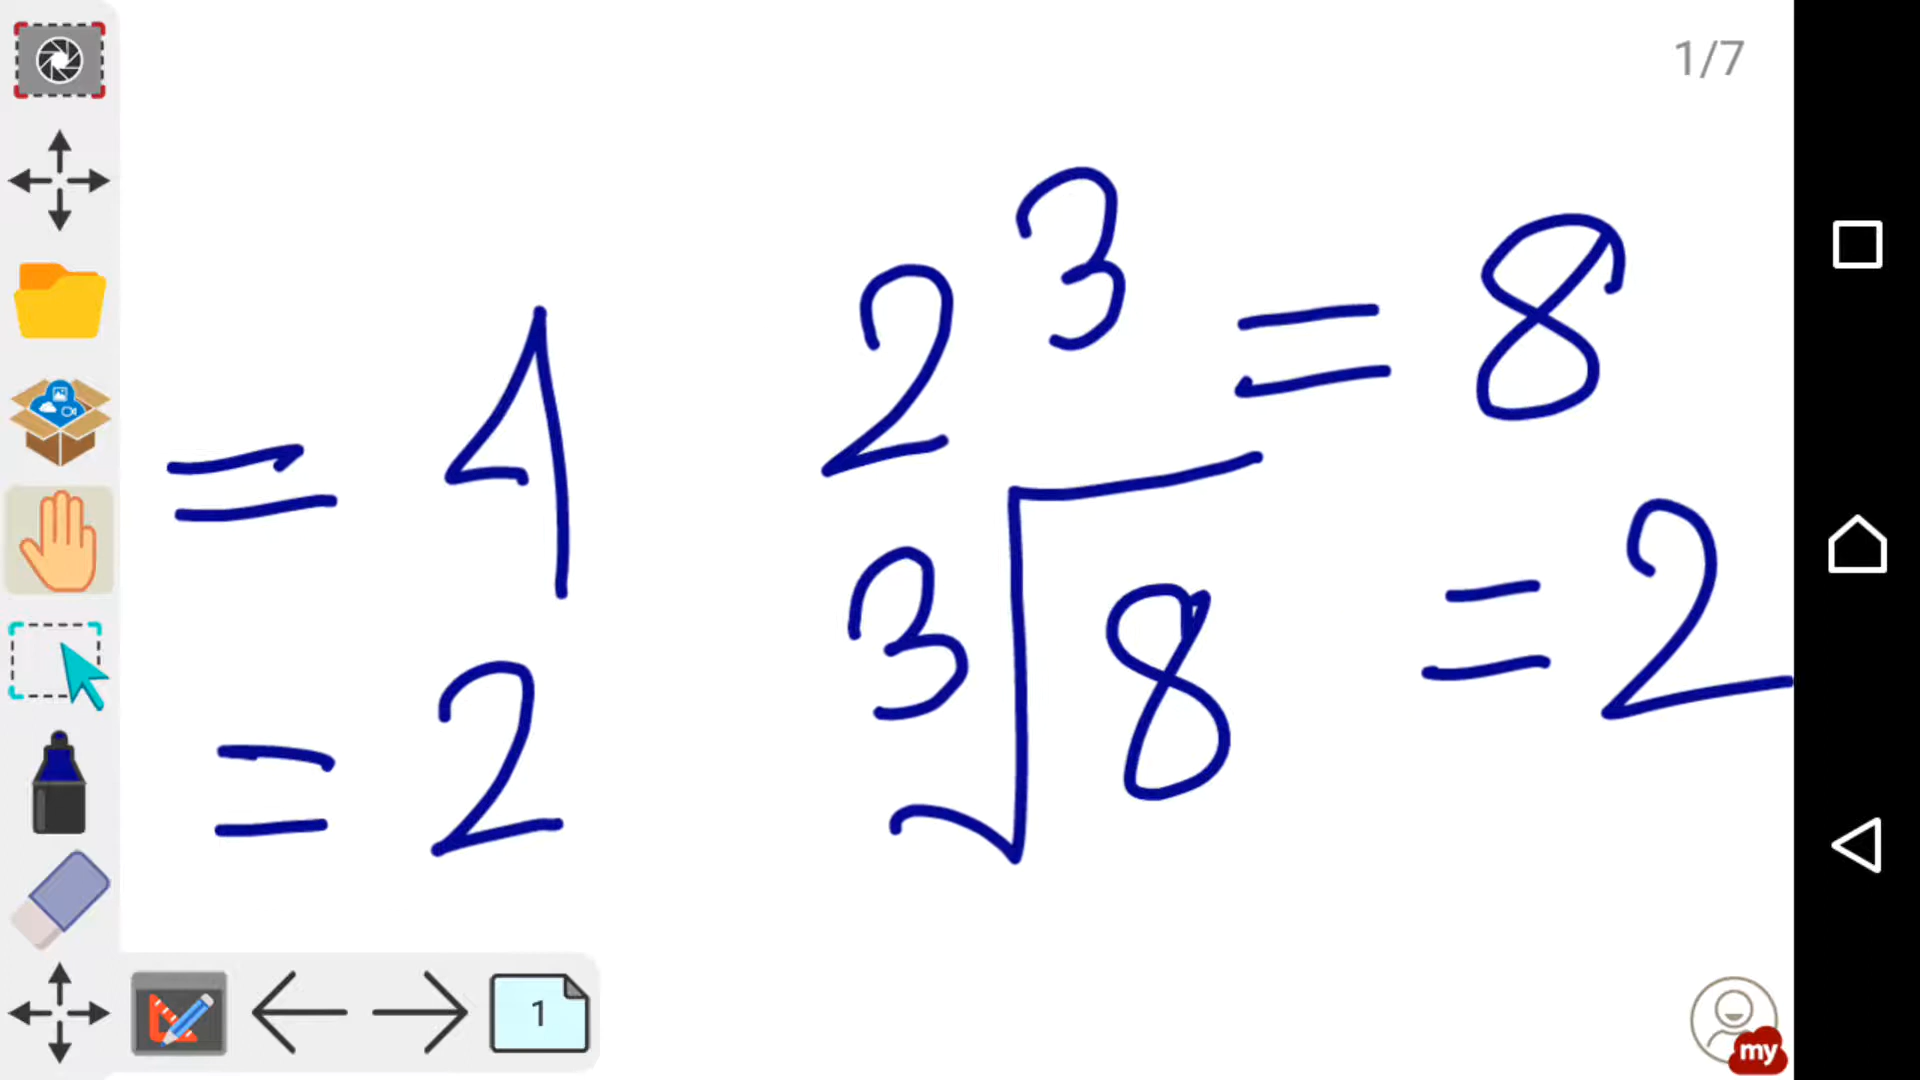 1/7
= 4
2³ = 8
= 2
³√8 = 2
1
my